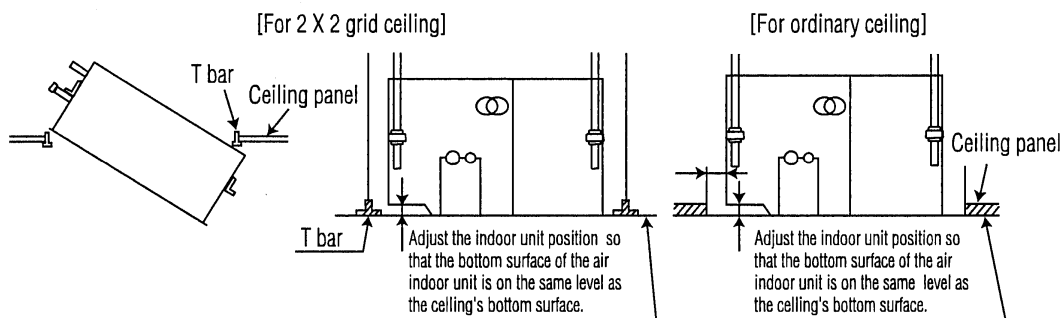 [For 2 X 2 grid ceiling]
[For ordinary ceiling]
T bar
Ceiling panel
Ceiling panel
T bar
Adjust the indoor unit position so
that the bottom surface of the air
indoor unit is on the same level as
the celling's bottom surface.
Adjust the indoor unit position so
that the bottom surface of the air
indoor unit is on the same level as
the celling's bottom surface.